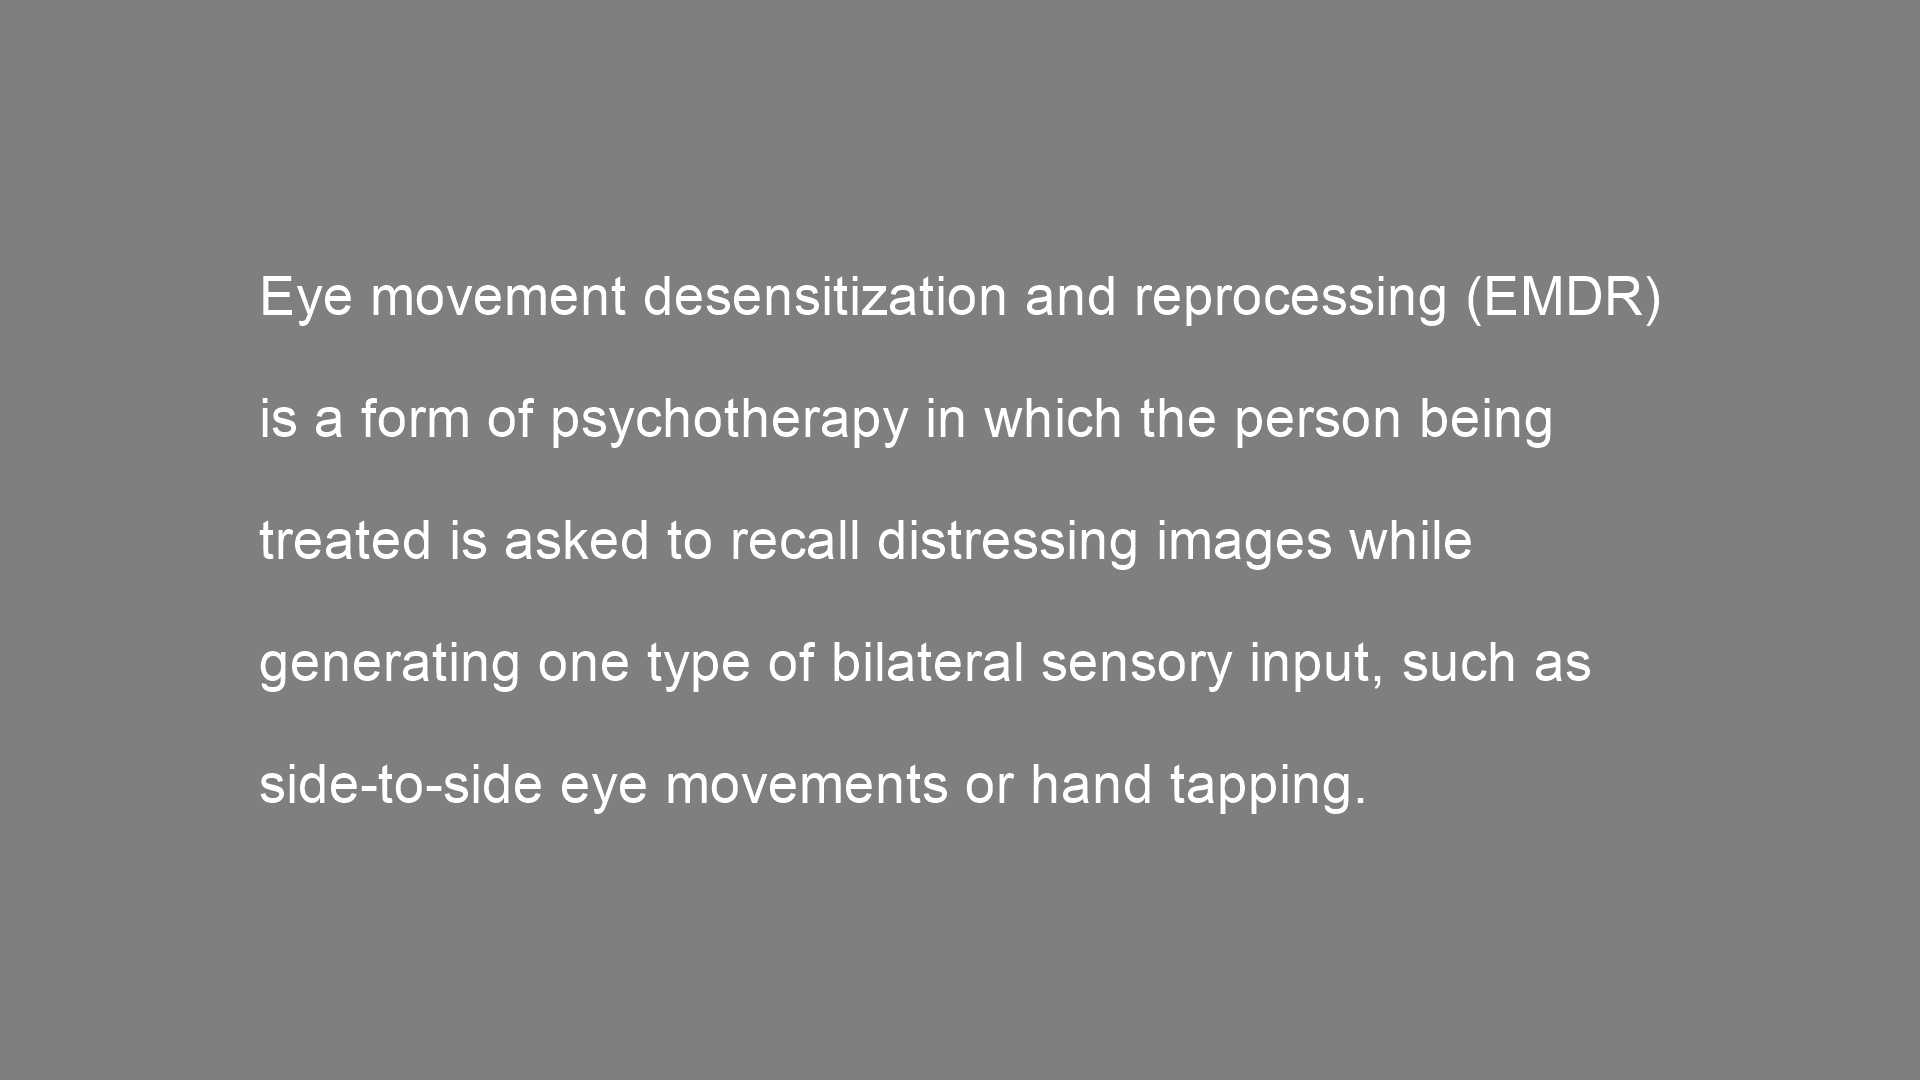 Eye movement desensitization and reprocessing (EMDR)
is a form of psychotherapy in which the person being
treated is asked to recall distressing images while
generating one type of bilateral sensory input, such as
side-to-side eye movements or hand tapping.